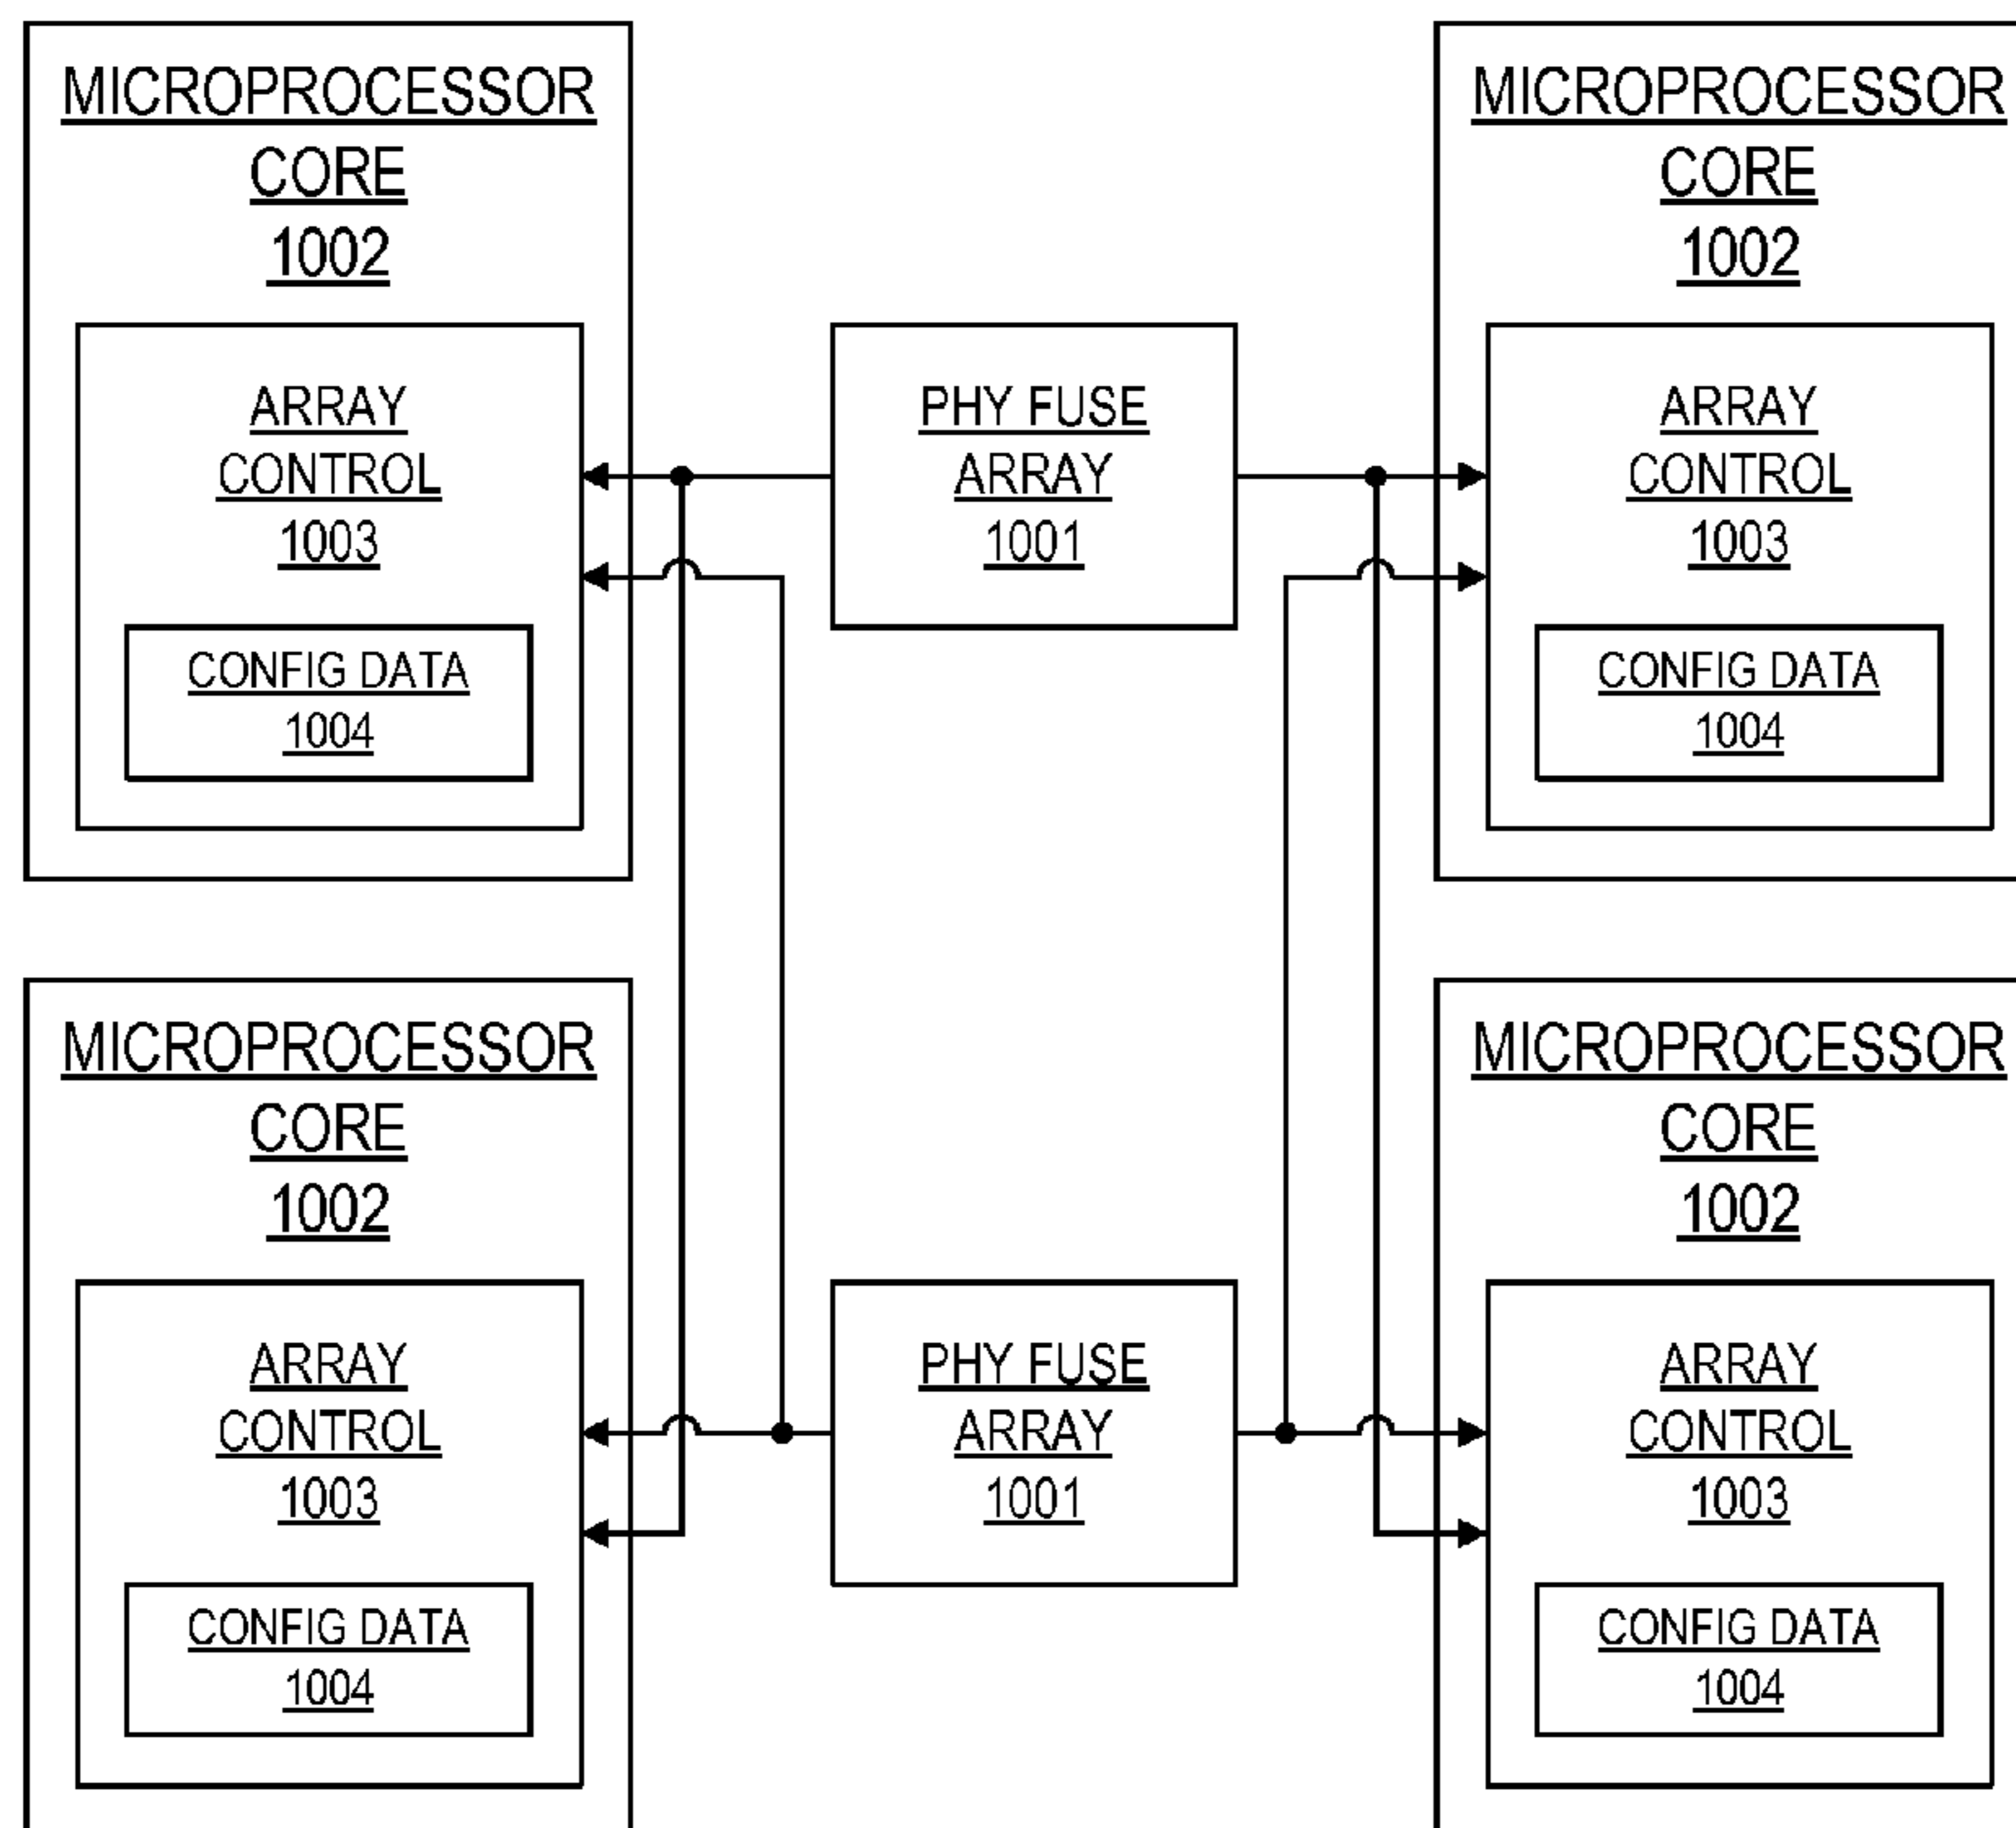 MICROPROCESSOR
CORE
1002
ARRAY
CONTROL
1003
CONFIG DATA
1004
PHY FUSE
ARRAY
1001
MICROPROCESSOR
CORE
1002
ARRAY
CONTROL
1003
CONFIG DATA
1004
MICROPROCESSOR
CORE
1002
ARRAY
CONTROL
1003
CONFIG DATA
1004
PHY FUSE
ARRAY
1001
MICROPROCESSOR
CORE
1002
ARRAY
CONTROL
1003
CONFIG DATA
1004